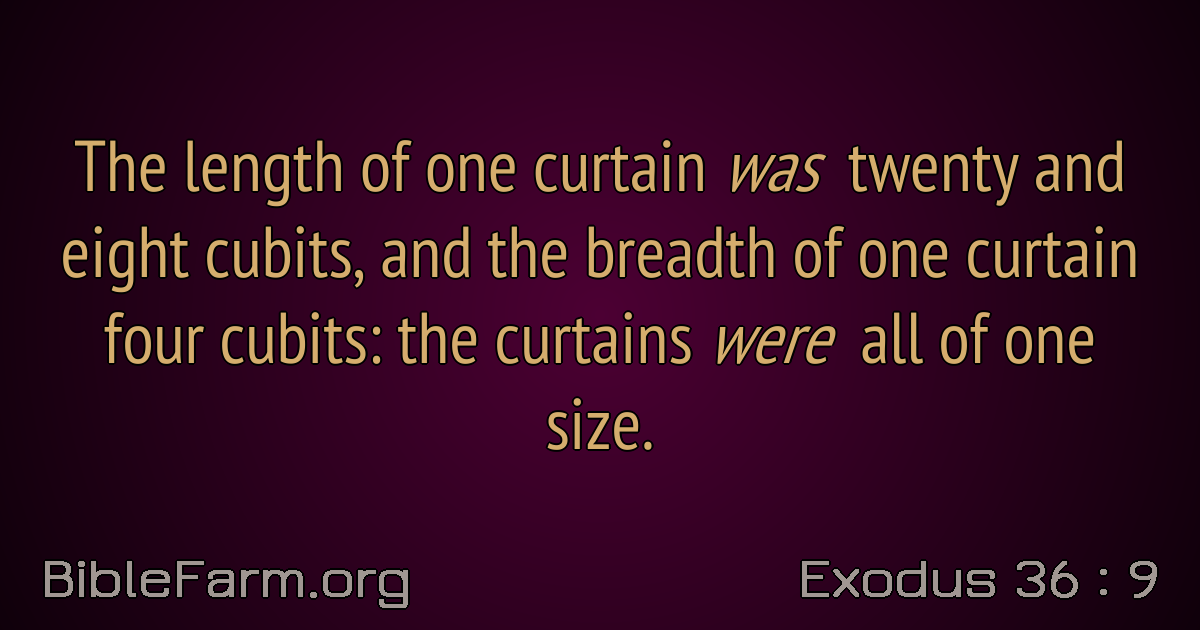 The length of one curtain was twenty and
eight cubits, and the breadth of one curtain
four cubits: the curtains were all of one
size.
BibleFarm.org
Exodus 36 : 9